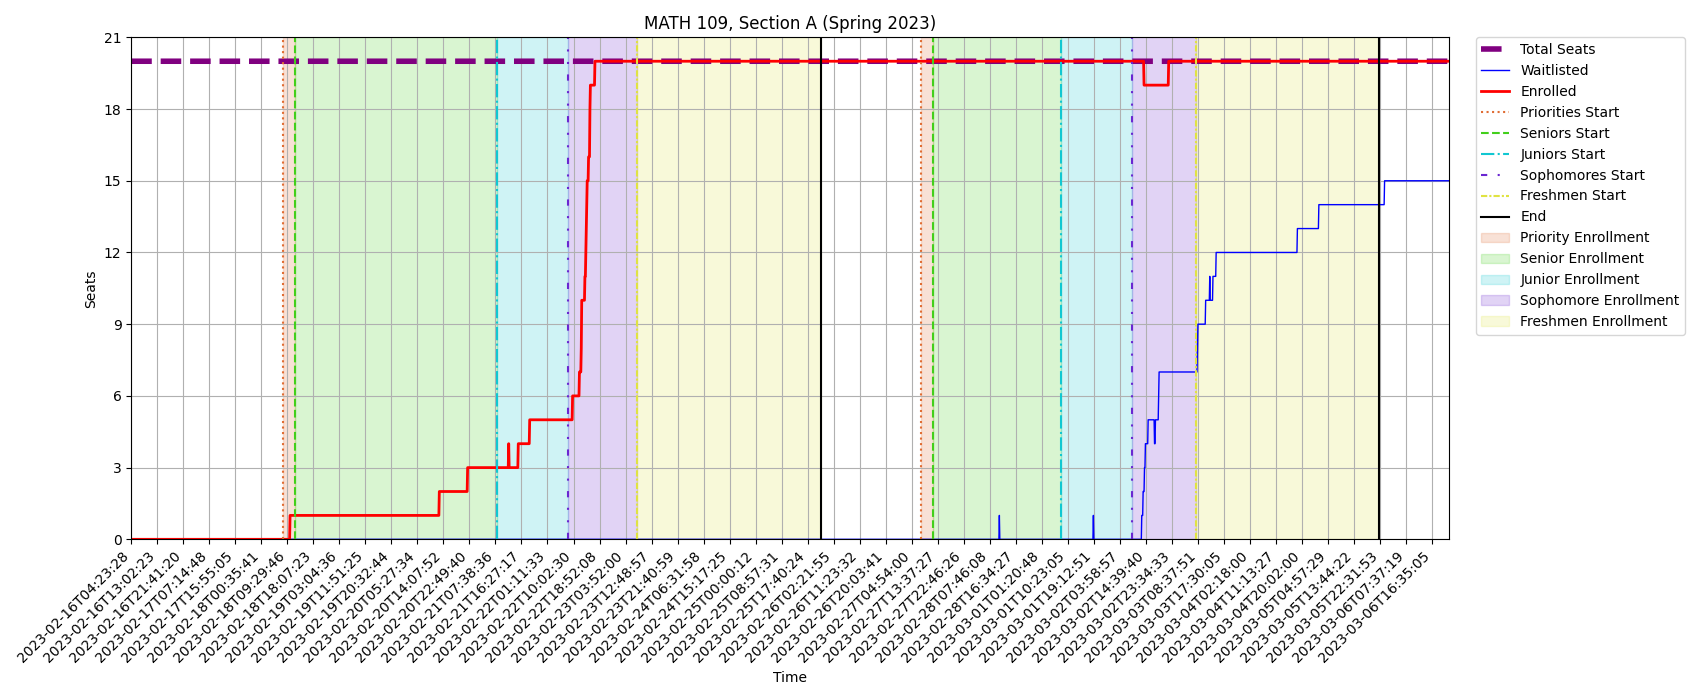 MATH 109, Section A (Spring 2023)
21
18
15
12
9
6
3
0
Seats
2023-02-16T04:23:28
2023-02-16T13:02:23
2023-02-16T21:41:20
2023-02-17T07:14:48
2023-02-17T15:55:05
2023-02-18T00:35:41
2023-02-18T09:29:46
2023-02-18T18:07:23
2023-02-19T03:04:36
2023-02-19T11:51:25
2023-02-19T20:32:44
2023-02-20T05:27:34
2023-02-20T14:07:52
2023-02-20T22:49:40
2023-02-21T07:38:36
2023-02-21T16:27:17
2023-02-22T01:11:33
2023-02-22T10:02:30
2023-02-22T18:52:08
2023-02-23T03:52:00
2023-02-23T12:48:57
2023-02-23T21:40:59
2023-02-24T06:31:58
2023-02-24T15:17:25
2023-02-25T00:00:12
2023-02-25T08:57:31
2023-02-25T17:40:24
2023-02-26T02:21:55
2023-02-26T11:23:32
2023-02-26T20:03:41
2023-02-27T04:54:00
2023-02-27T13:37:27
2023-02-27T22:46:26
2023-02-28T07:46:08
2023-02-28T16:34:27
2023-03-01T01:20:48
2023-03-01T10:23:05
2023-03-01T19:12:51
2023-03-02T03:58:57
2023-03-02T14:39:40
2023-03-02T23:34:33
2023-03-03T08:37:51
2023-03-03T17:30:05
2023-03-04T02:18:00
2023-03-04T11:13:27
2023-03-04T20:02:00
2023-03-05T04:57:29
2023-03-05T13:44:22
2023-03-05T22:31:53
2023-03-06T07:37:19
2023-03-06T16:35:05
Time
Total Seats
Waitlisted
Enrolled
Priorities Start
Seniors Start
Juniors Start
Sophomores Start
Freshmen Start
End
Priority Enrollment
Senior Enrollment
Junior Enrollment
Sophomore Enrollment
Freshmen Enrollment